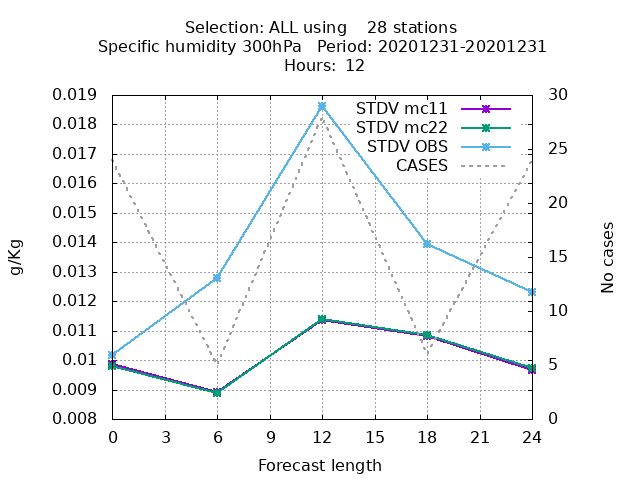 Selection: ALL using    28 stations
Specific humidity 300hPa   Period: 20201231-20201231
Hours: 12
0.019
0.018
0.017
0.016
0.015
0.014
0.013
0.012
0.011
0.01
0.009
0.008
g/Kg
STDV mc11
STDV mc22
STDV OBS
CASES
30
25
20
15
10
5
0
No cases
0 3 6 9 12 15 18 21 24
Forecast length